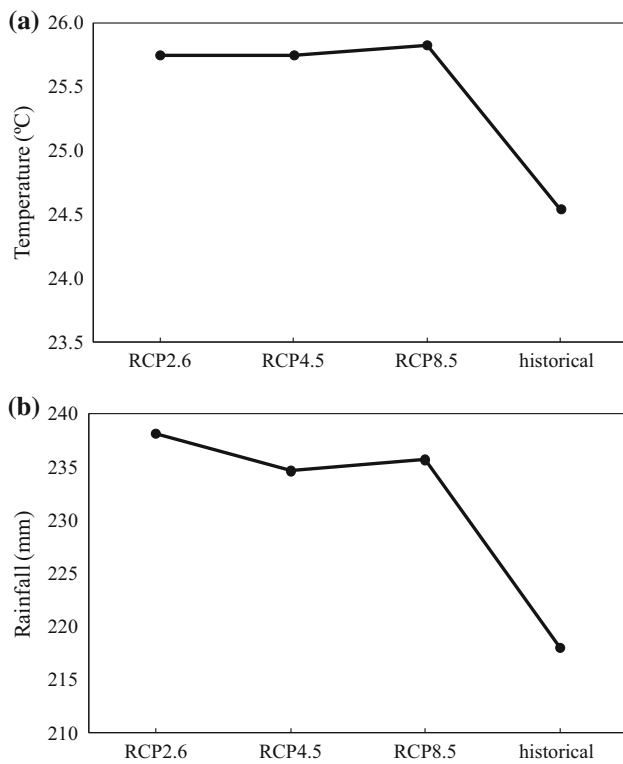 (a)
Temperature (ºC)
26.0
25.5
25.0
24.5
24.0
23.5
RCP2.6 RCP4.5 RCP8.5 historical
(b)
Rainfall (mm)
240
235
230
225
220
215
210
RCP2.6 RCP4.5 RCP8.5 historical